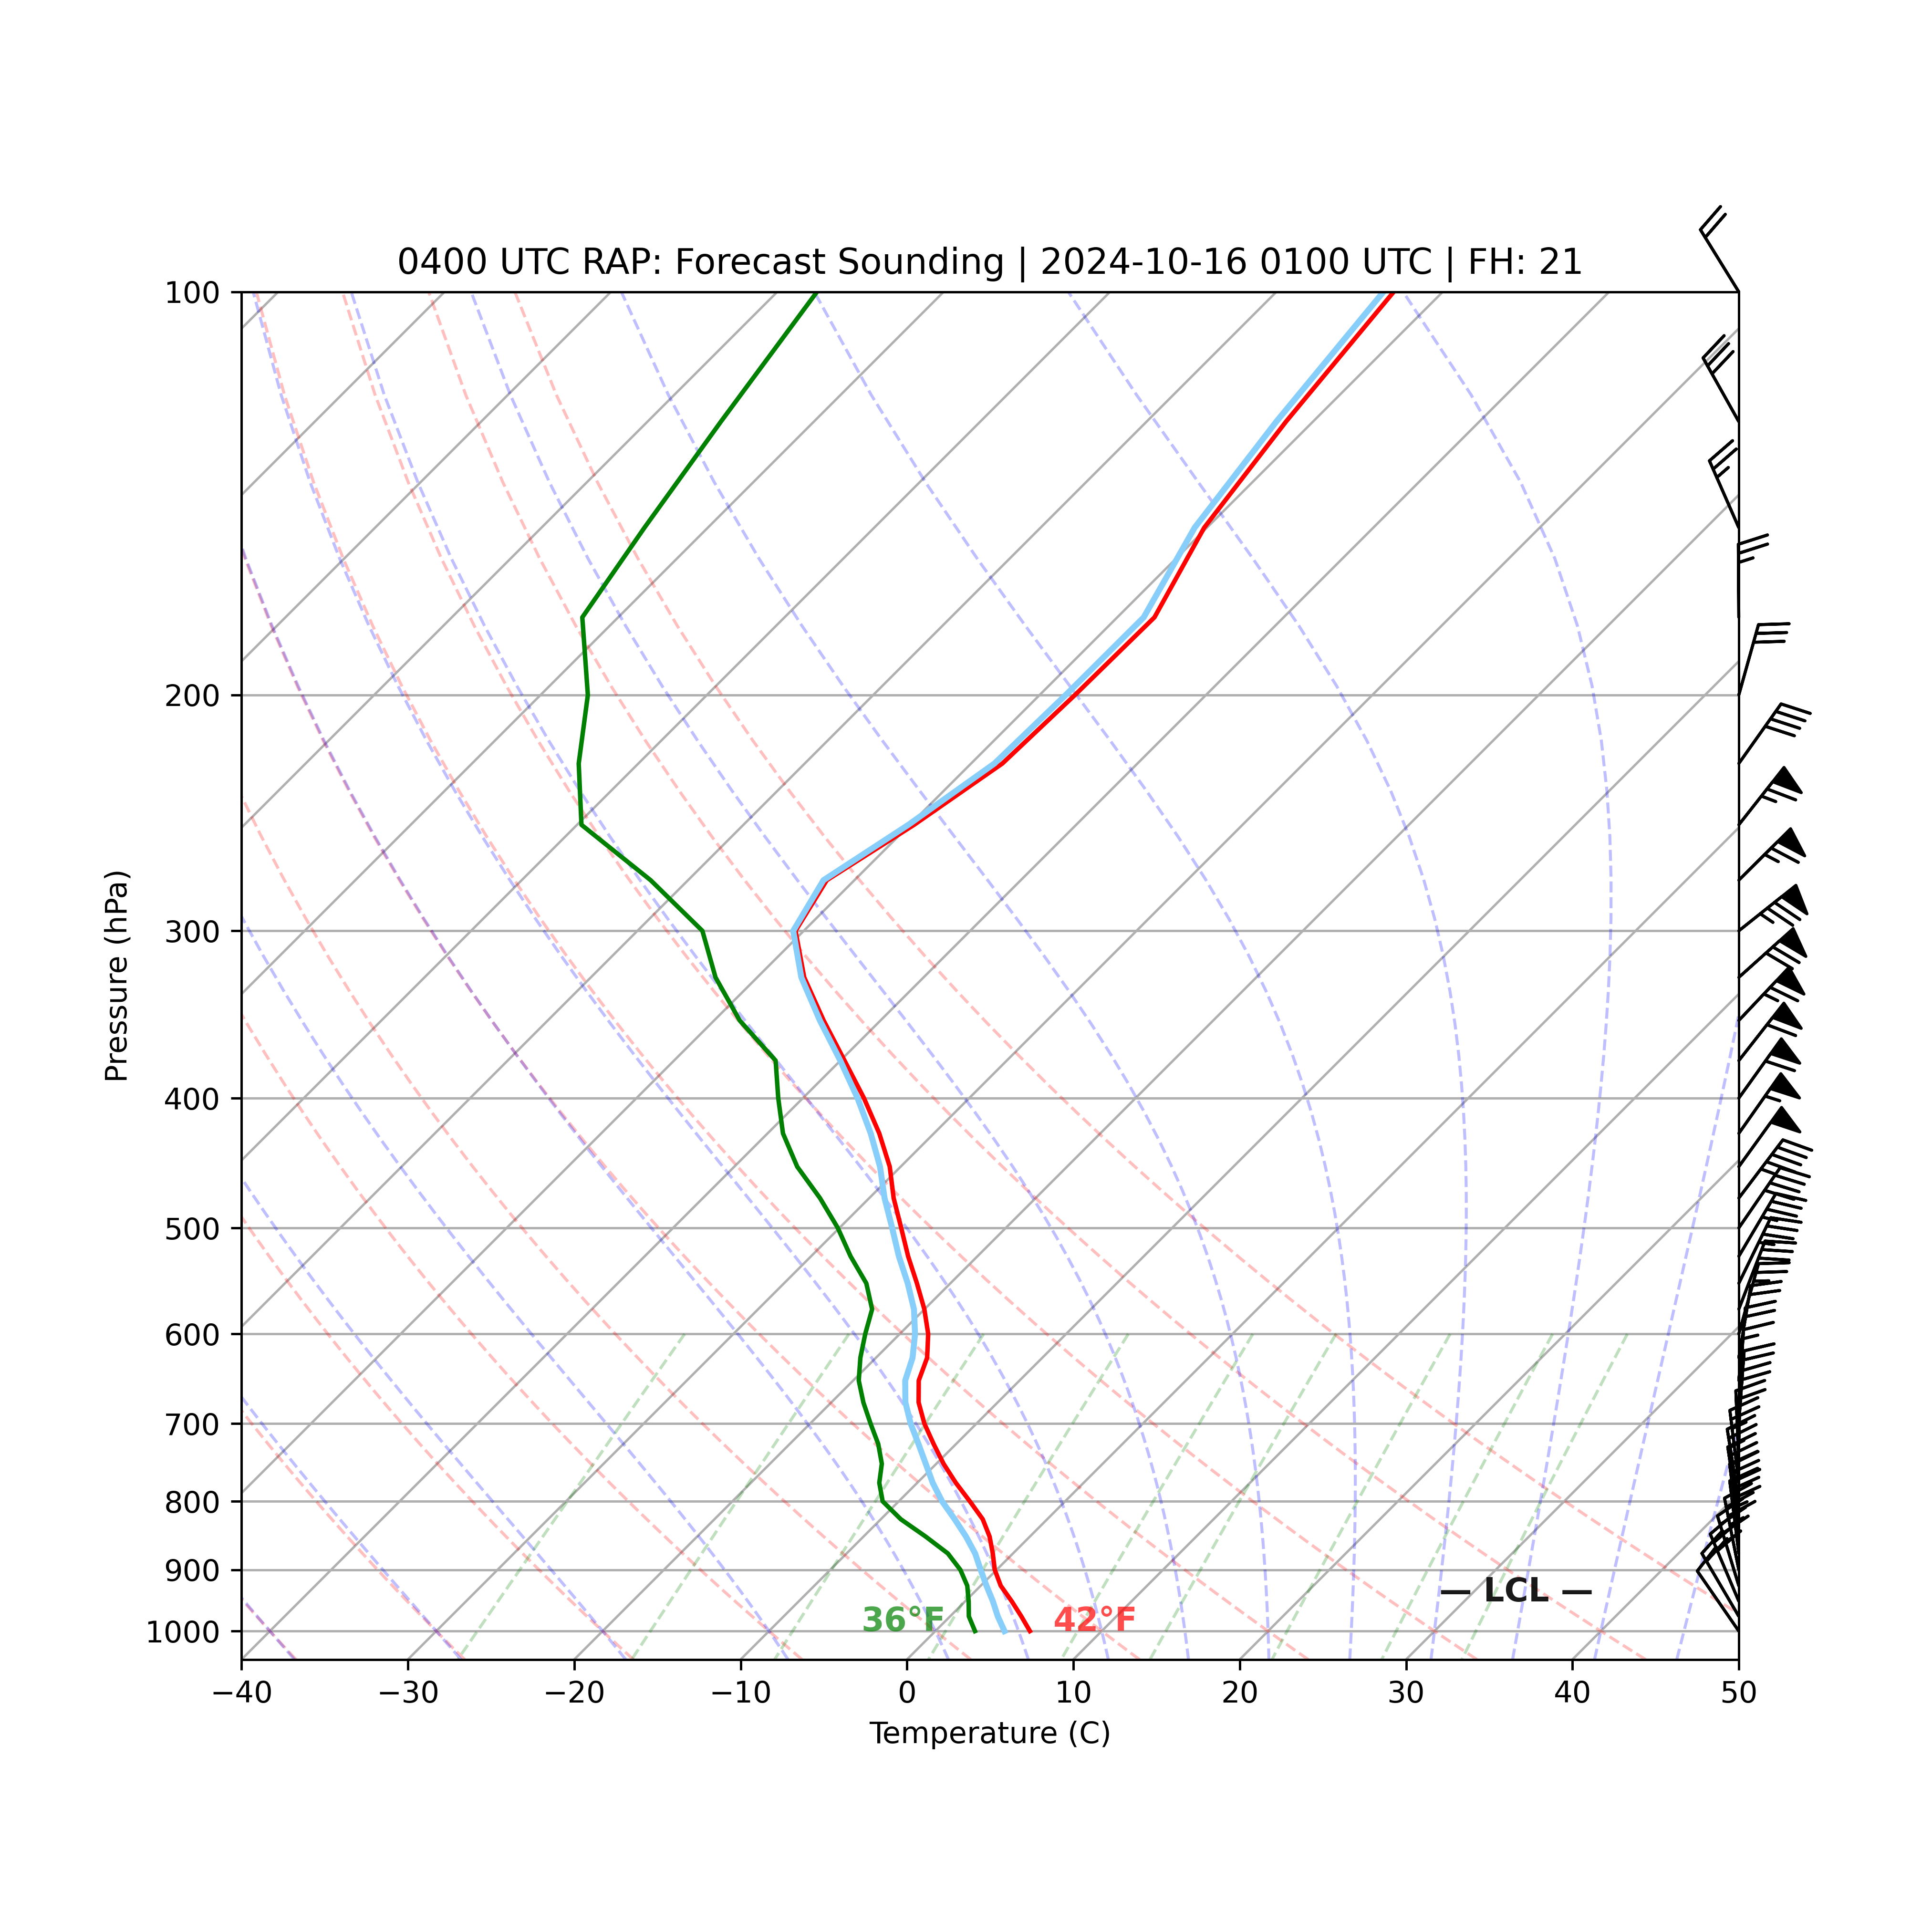 0400 UTC RAP: Forecast Sounding | 2024-10-16 0100 UTC | FH: 21
100
200
300
400
500
600
700
800
900
1000
Pressure (hPa)
— LCL —
36°F
42°F
−40 −30 −20 −10 0 10 20 30 40 50
Temperature (C)